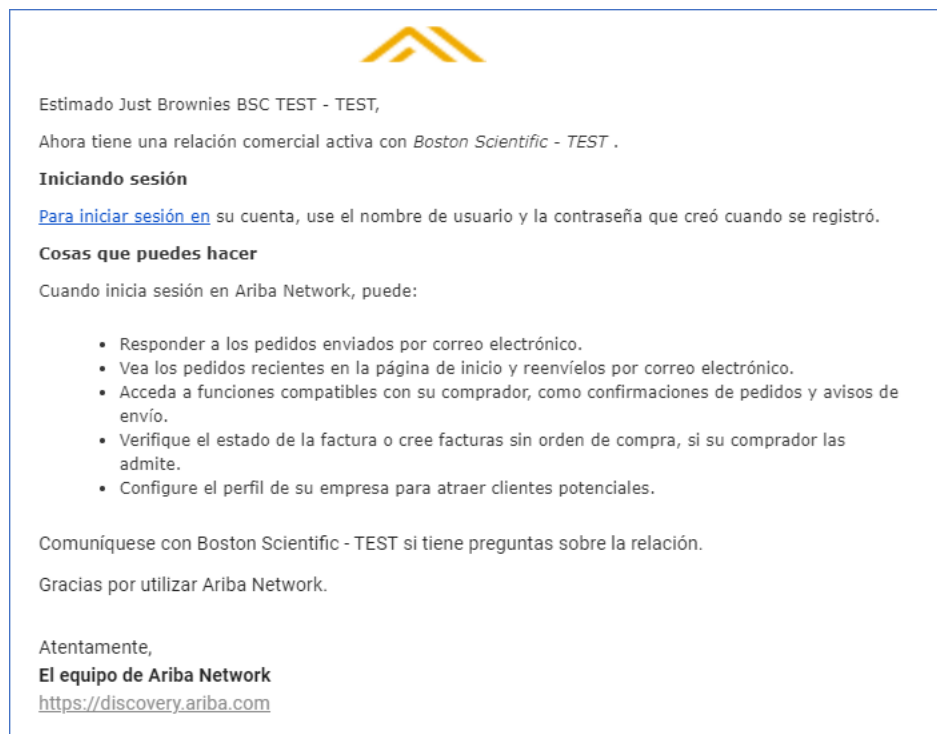 Estimado Just Brownies BSC TEST - TEST,
Ahora tiene una relación comercial activa con Boston Scientific - TEST .
Iniciando sesión
Para iniciar sesión en su cuenta, use el nombre de usuario y la contraseña que creó cuando se registró.
Cosas que puedes hacer
Cuando inicia sesión en Ariba Network, puede:
• Responder a los pedidos enviados por correo electrónico.
• Vea los pedidos recientes en la página de inicio y reenvíelos por correo electrónico.
• Acceda a funciones compatibles con su comprador, como confirmaciones de pedidos y avisos de
envío.
• Verifique el estado de la factura o cree facturas sin orden de compra, si su comprador las
admite.
• Configure el perfil de su empresa para atraer clientes potenciales.
Comuníquese con Boston Scientific - TEST si tiene preguntas sobre la relación.
Gracias por utilizar Ariba Network.
Atentamente,
El equipo de Ariba Network
https://discovery.ariba.com